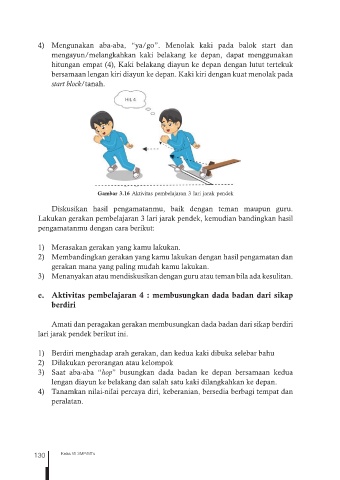 4) Mengunakan aba-aba, “ya/go”. Menolak kaki pada balok start dan
mengayun/melangkahkan kaki belakang ke depan, dapat menggunakan
hitungan empat (4), Kaki belakang diayun ke depan dengan lutut tertekuk
bersamaan lengan kiri diayun ke depan. Kaki kiri dengan kuat menolak pada
start block/tanah.
Gambar 3.16 Aktivitas pembelajaran 3 lari jarak pendek
Diskusikan hasil pengamatanmu, baik dengan teman maupun guru.
Lakukan gerakan pembelajaran 3 lari jarak pendek, kemudian bandingkan hasil
pengamatanmu dengan cara berikut:
1) Merasakan gerakan yang kamu lakukan.
2) Membandingkan gerakan yang kamu lakukan dengan hasil pengamatan dan
gerakan mana yang paling mudah kamu lakukan.
3) Menanyakan atau mendiskusikan dengan guru atau teman bila ada kesulitan.
e. Aktivitas pembelajaran 4 : membusungkan dada badan dari sikap
berdiri
Amati dan peragakan gerakan membusungkan dada badan dari sikap berdiri
lari jarak pendek berikut ini.
1) Berdiri menghadap arah gerakan, dan kedua kaki dibuka selebar bahu
2) Dilakukan perorangan atau kelompok
3) Saat aba-aba “hop” busungkan dada badan ke depan bersamaan kedua
lengan diayun ke belakang dan salah satu kaki dilangkahkan ke depan.
4) Tanamkan nilai-nilai percaya diri, keberanian, bersedia berbagi tempat dan
peralatan.
130 Kelas VII SMP/MTs